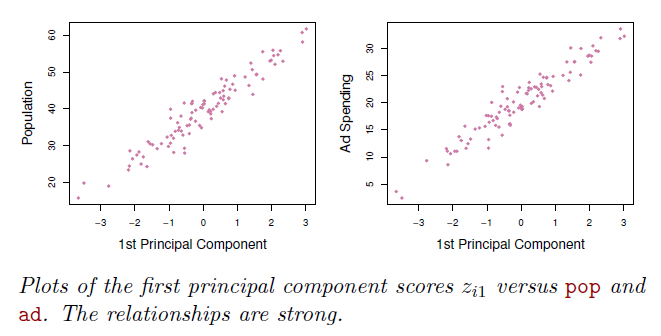 Population
20 30 40 50 60
-3 -2 -1 0 1 2 3
1st Principal Component
Ad Spending
5 10 15 20 25 30
-3 -2 -1 0 1 2 3
1st Principal Component
Plots of the first principal component scores zi1 versus pop and
ad. The relationships are strong.